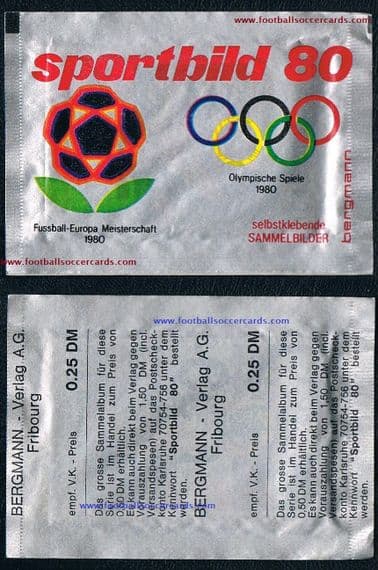 www.footballsoccercards.com
sportbild 80
Olympische Spiele
1980
Fussball-Europa Meisterschaft
1980
selbstklebende
SAMMELBILDER
bergmann
www.footballsoccercards.com
www.footballsoccercards.com
BERGMANN - Verlag A.G.
Fribourg
empf. V.K. - Preis 0.25 DM
Das grosse Sammelalbum für diese
Serie ist im Handel zum Preis von
0,50 DM erhältlich.
Es kann auch direkt beim Verlag gegen
Vorauszahlung von 1,50 DM (incl.
Versandspesen) auf das Postscheck-
konto Karlsruhe 70754-756 unter dem
Kennwort "Sportbild 80" bestellt
werden.
BERGMANN - Verlag A.G.
Fribourg
empf. V.K. - Preis 0.25 DM
Das grosse Sammelalbum für diese
Serie ist im Handel zum Preis von
0,50 DM erhältlich.
Es kann auch direkt beim Verlag gegen
Vorauszahlung von 1,50 DM (incl.
Versandspesen) auf das Postscheck-
konto Karlsruhe 70754-756 unter dem
Kennwort "Sportbild 80" bestellt
werden.
www.footballsoccercards.com